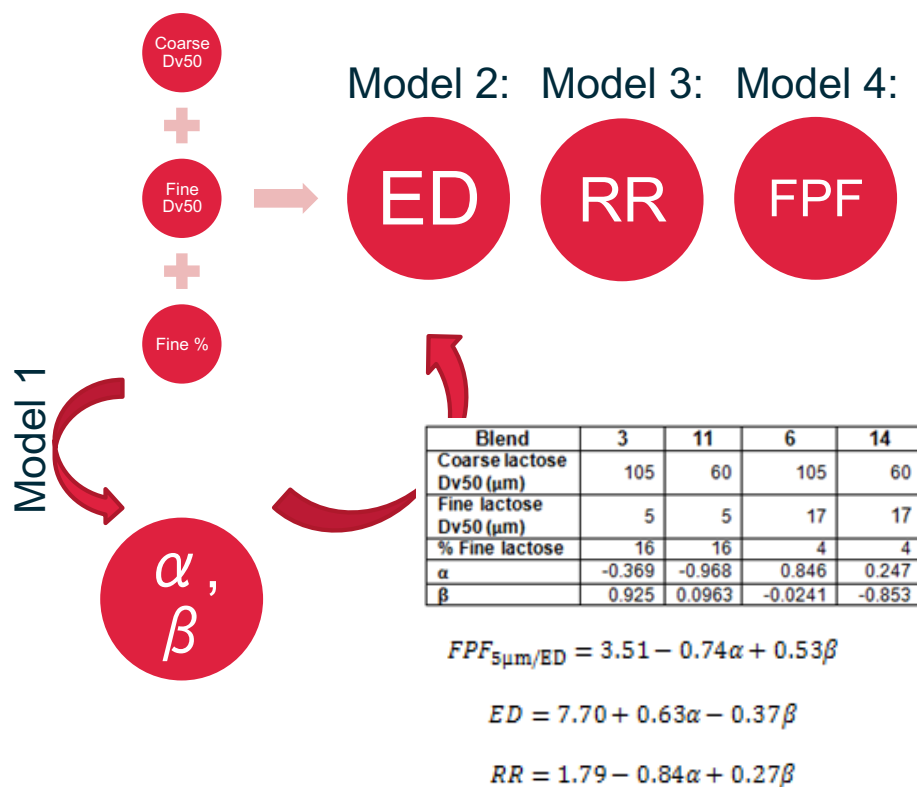 Coarse
Dv50
Fine
Dv50
Fine %
Model 1
α ,
β
Model 2:
ED
Model 3:
RR
Model 4:
FPF
Blend 3 11 6 14
Coarse lactose
Dv50 (μm) 105 60 105 60
Fine lactose
Dv50 (μm) 5 5 17 17
% Fine lactose 16 16 4 4
α -0.369 -0.968 0.846 0.247
β 0.925 0.0963 -0.0241 -0.853
FPF5μm/ED = 3.51 − 0.74α + 0.53β
ED = 7.70 + 0.63α − 0.37β
RR = 1.79 − 0.84α + 0.27β